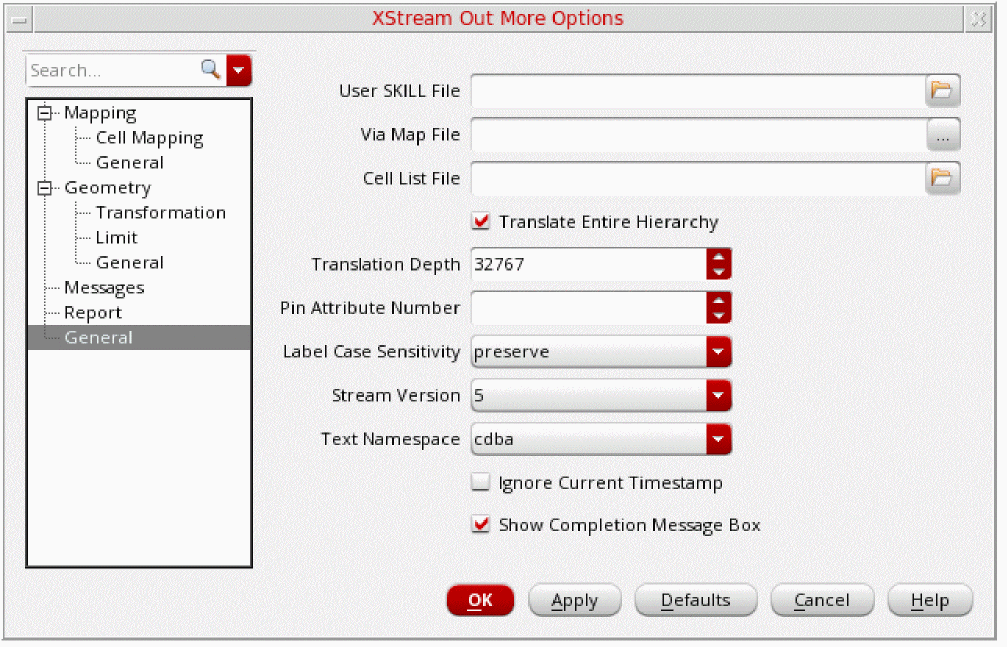 XStream Out More Options
Search...
Mapping
Cell Mapping
General
Geometry
Transformation
Limit
General
Messages
Report
General
User SKILL File
Via Map File
...
Cell List File
Translate Entire Hierarchy
Translation Depth 32767
Pin Attribute Number
Label Case Sensitivity preserve
Stream Version 5
Text Namespace cdba
Ignore Current Timestamp
Show Completion Message Box
OK Apply Defaults Cancel Help